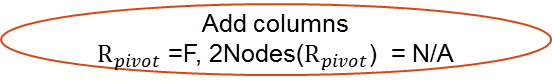 Add columns
R_pivot =F, 2Nodes(R_pivot) = N/A